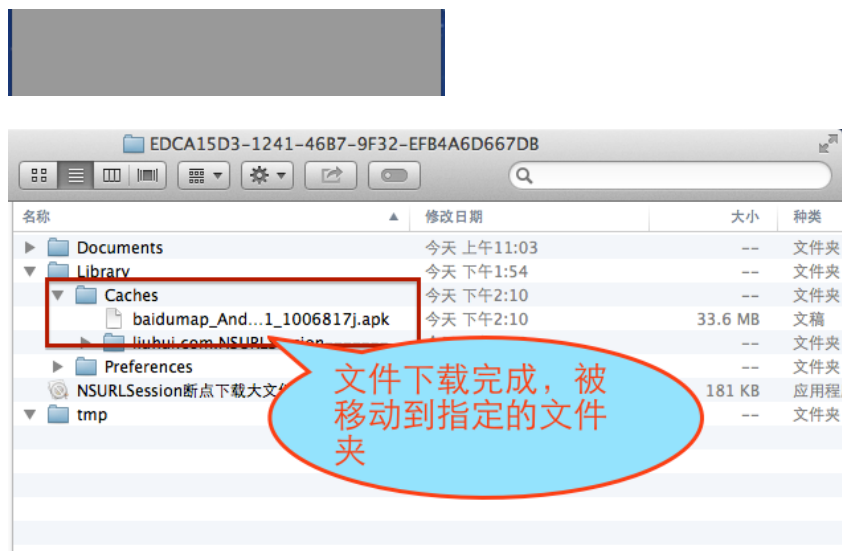 EDCA15D3-1241-46B7-9F32-EFB4A6D667DB
名称 修改日期 大小 种类
Documents 今天 上午11:03 -- 文件夹
Library 今天 下午1:54 -- 文件夹
Caches 今天 下午2:10 -- 文件夹
baidumap_And...1_1006817j.apk 今天 下午2:10 33.6 MB 文稿
liuhui.com.NSURLSession -- 文件夹
Preferences -- 文件夹
NSURLSession断点下载大文 181 KB 应用程
tmp -- 文件夹
文件下载完成，被
移动到指定的文件
夹